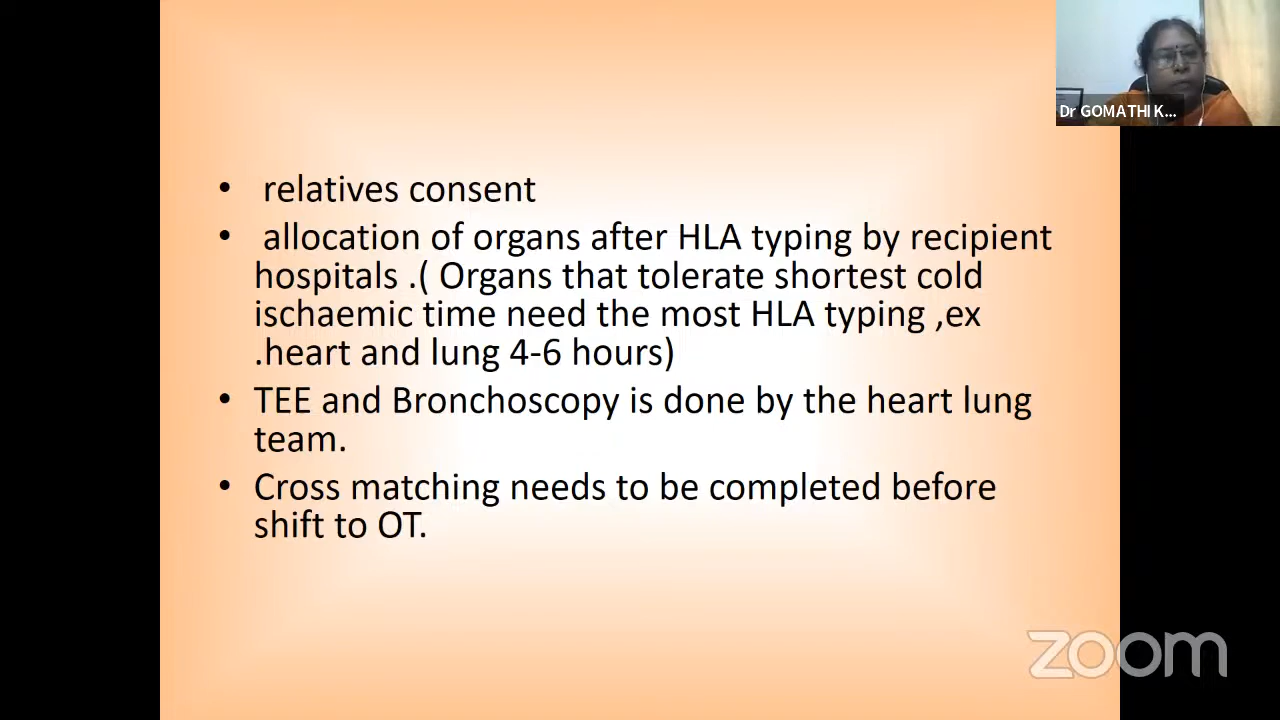 Dr GOMATHI K...
• relatives consent
• allocation of organs after HLA typing by recipient
hospitals .( Organs that tolerate shortest cold
ischaemic time need the most HLA typing ,ex
.heart and lung 4-6 hours)
• TEE and Bronchoscopy is done by the heart lung
team.
• Cross matching needs to be completed before
shift to OT.
zoom